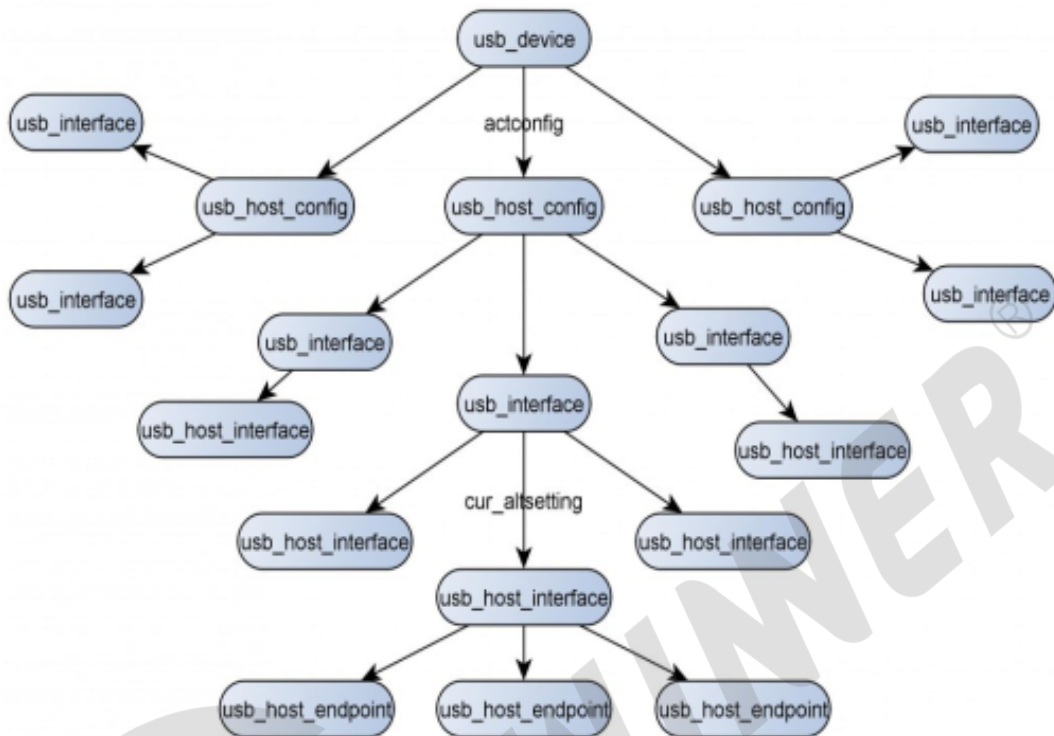 usb_device
actconfig
usb_interface
usb_interface
usb_host_config
usb_host_config
usb_host_config
usb_interface
usb_interface
usb_interface
usb_interface
usb_interface
usb_host_interface
usb_host_interface
cur_altsetting
usb_host_interface
usb_host_interface
usb_host_interface
usb_host_endpoint
usb_host_endpoint
usb_host_endpoint
®